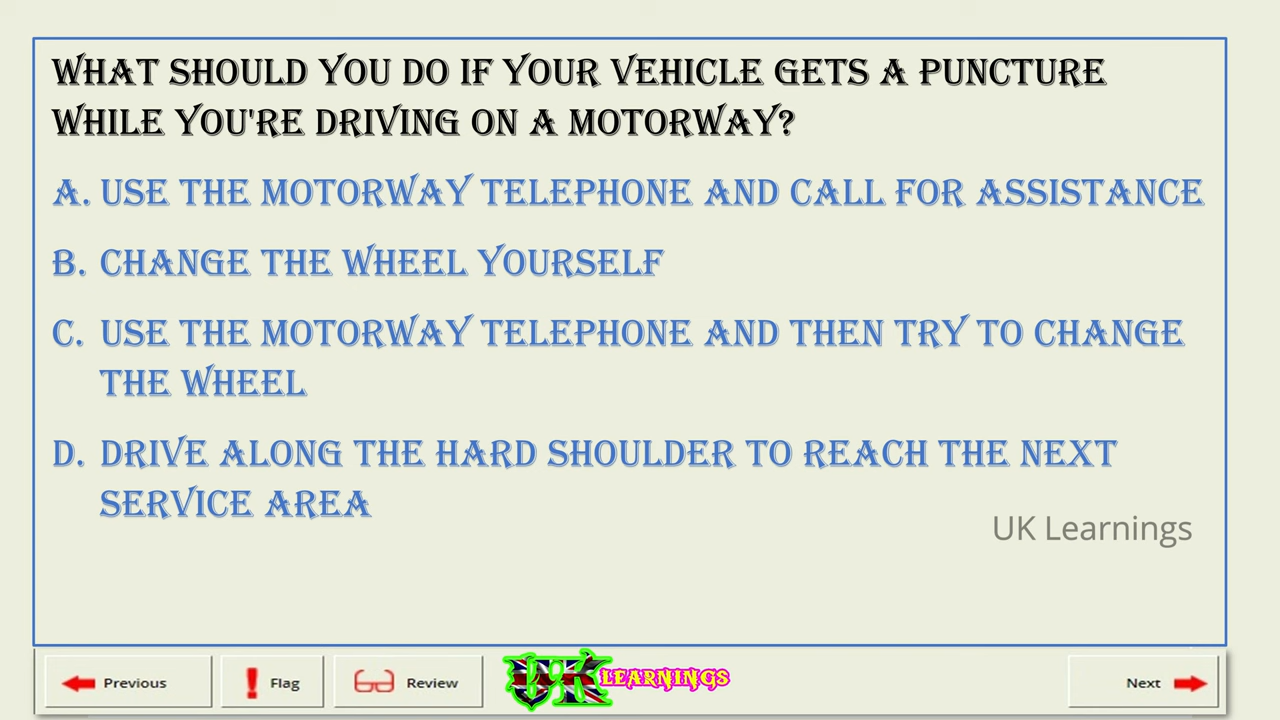 WHAT SHOULD YOU DO IF YOUR VEHICLE GETS A PUNCTURE
WHILE YOU'RE DRIVING ON A MOTORWAY?
A. USE THE MOTORWAY TELEPHONE AND CALL FOR ASSISTANCE
B. CHANGE THE WHEEL YOURSELF
C. USE THE MOTORWAY TELEPHONE AND THEN TRY TO CHANGE
THE WHEEL
D. DRIVE ALONG THE HARD SHOULDER TO REACH THE NEXT
SERVICE AREA
UK Learnings
Previous
Flag
Review
UK LEARNINGS
Next